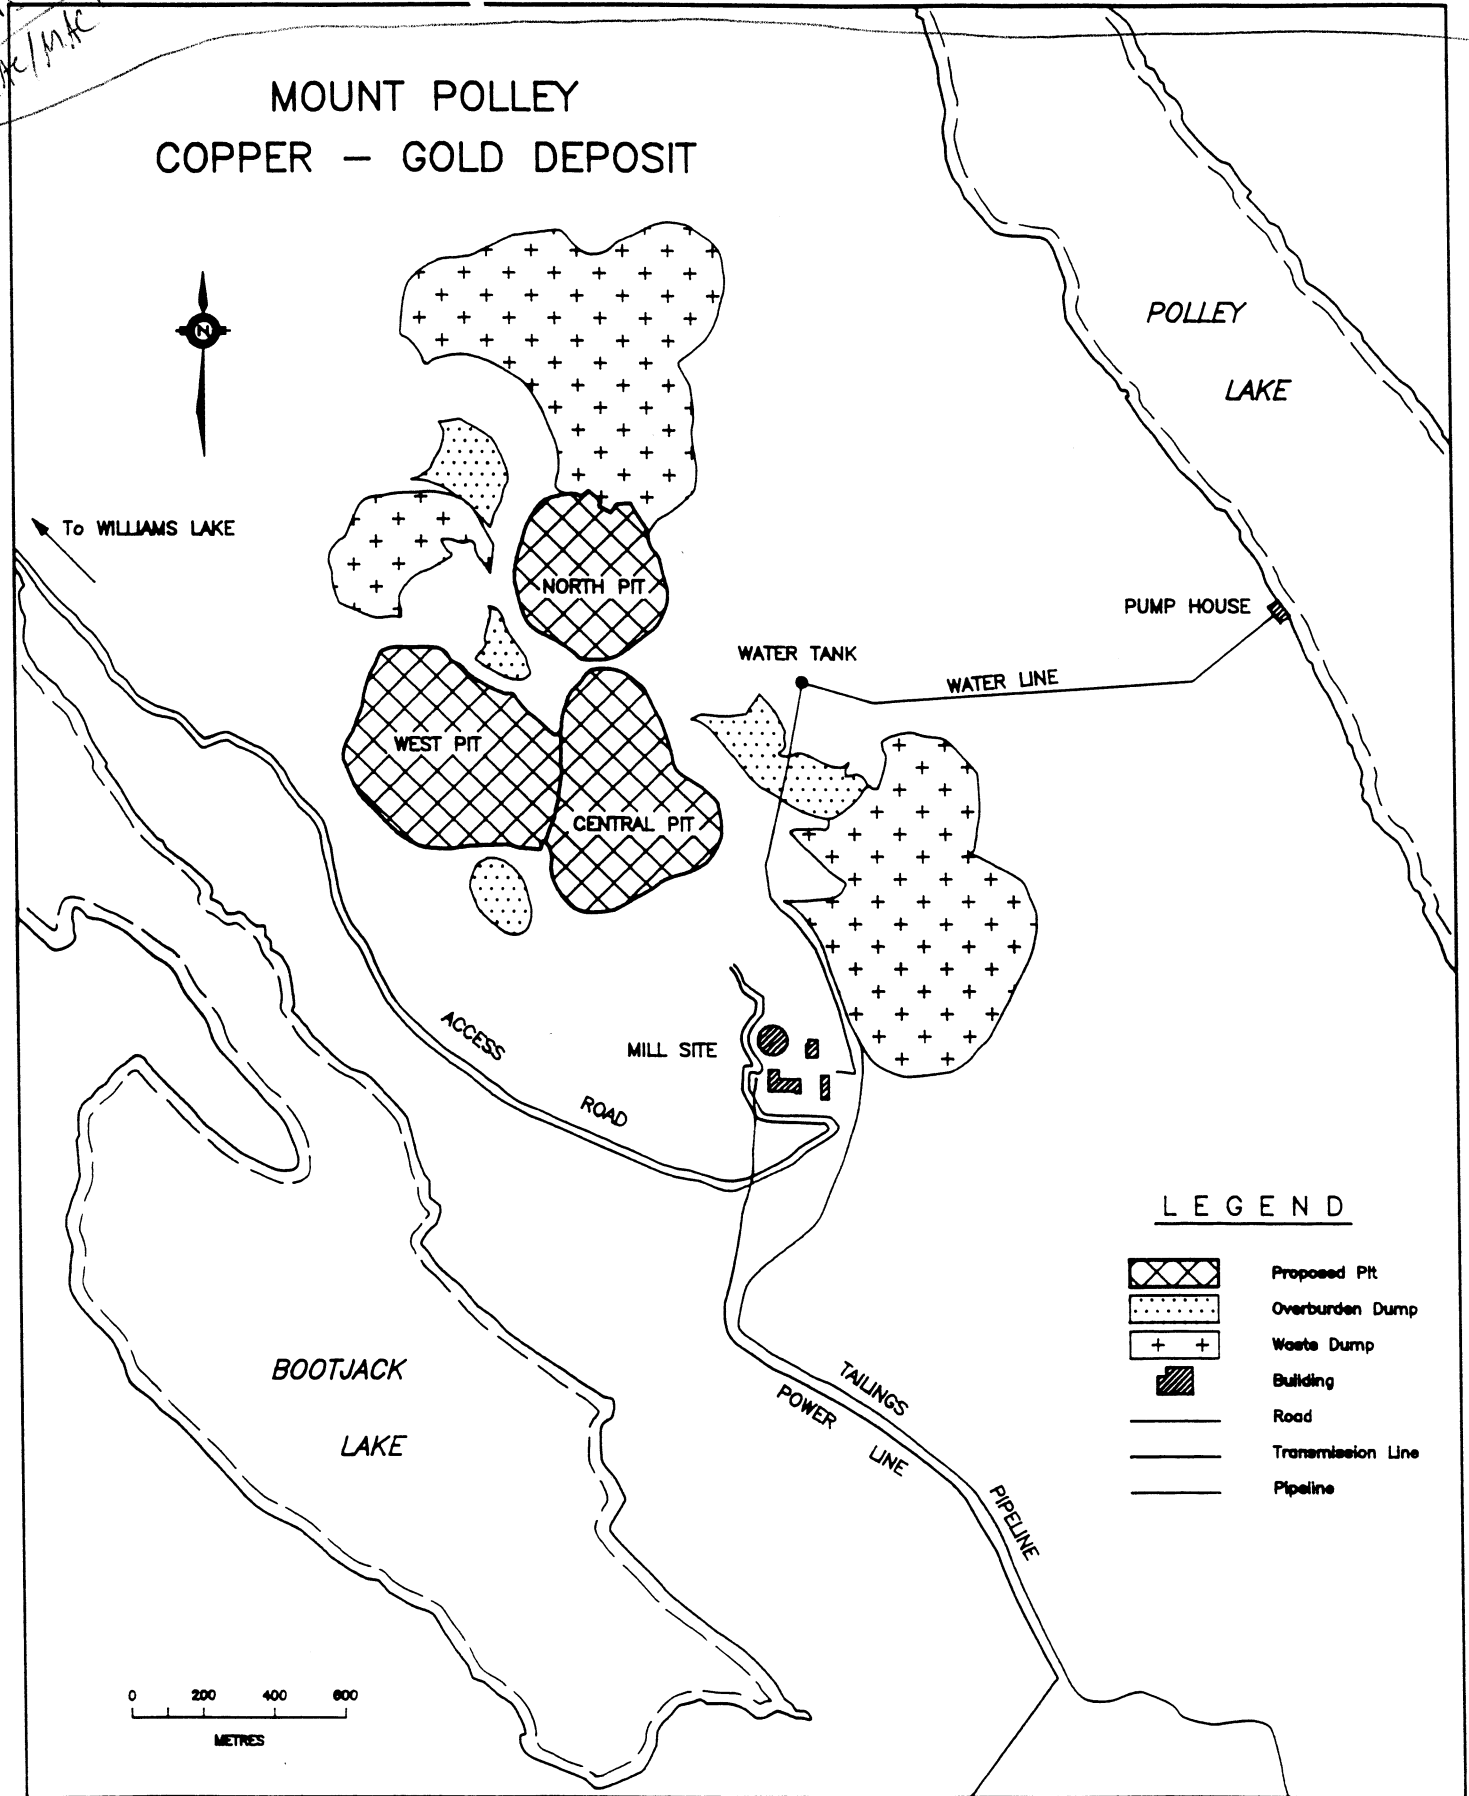 MOUNT POLLEY
COPPER – GOLD DEPOSIT
N
POLLEY
LAKE
To WILLIAMS LAKE
NORTH PIT
PUMP HOUSE
WATER TANK
WATER LINE
WEST PIT
CENTRAL PIT
ACCESS
ROAD
MILL SITE
LEGEND
Proposed Pit
Overburden Dump
Waste Dump
Building
Road
Transmission Line
Pipeline
BOOTJACK
LAKE
TAILINGS
PIPELINE
POWER
LINE
0 200 400 600
METRES